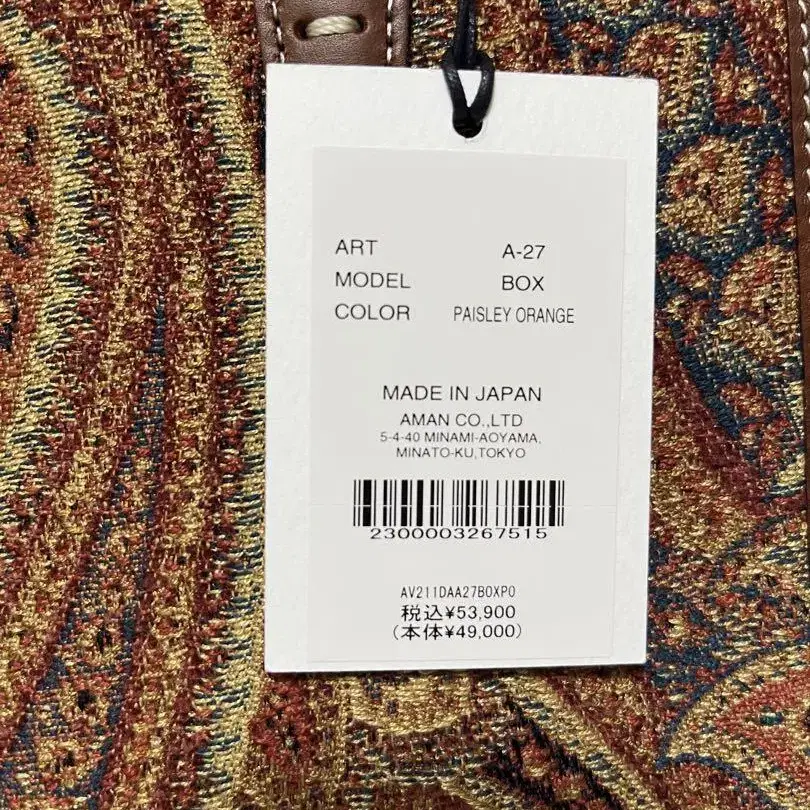 ART A-27
MODEL BOX
COLOR PAISLEY ORANGE
MADE IN JAPAN
AMAN CO.,LTD
5-4-40 MINAMI-AOYAMA,
MINATO-KU,TOKYO
2300003267515
AV211DAA27BOXPO
税込¥53,900
(本体¥49,000)